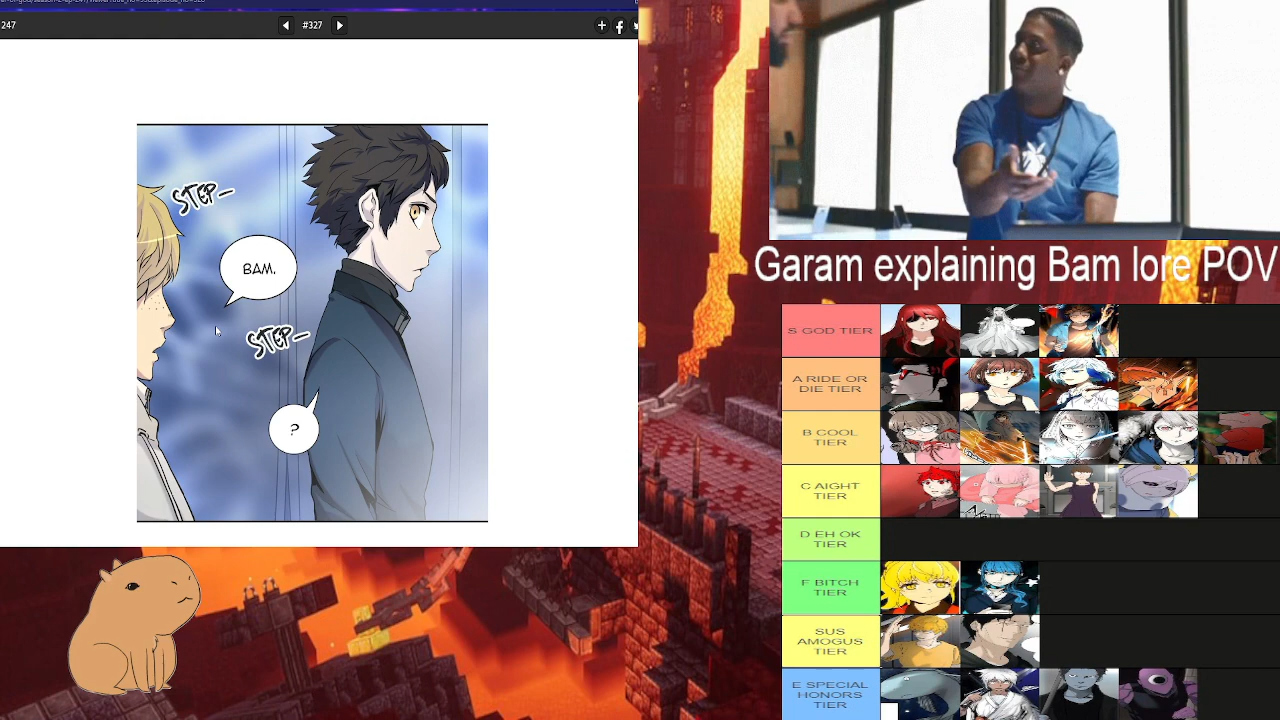 247
#327
STEP-
BAM.
STEP-
?
Garam explaining Bam lore POV
S GOD TIER
A RIDE OR
DIE TIER
B COOL
TIER
C AIGHT
TIER
D EH OK
TIER
F BITCH
TIER
SUS
AMOGUS
TIER
E SPECIAL
HONORS
TIER